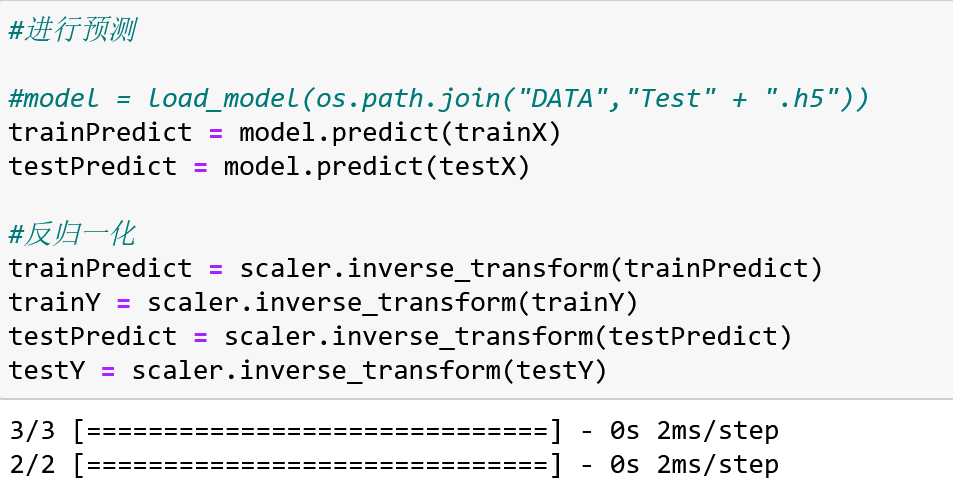 #进行预测
#model = load_model(os.path.join("DATA","Test" + ".h5"))
trainPredict = model.predict(trainX)
testPredict = model.predict(testX)
#反归一化
trainPredict = scaler.inverse_transform(trainPredict)
trainY = scaler.inverse_transform(trainY)
testPredict = scaler.inverse_transform(testPredict)
testY = scaler.inverse_transform(testY)
3/3 [==============================] - 0s 2ms/step
2/2 [==============================] - 0s 2ms/step